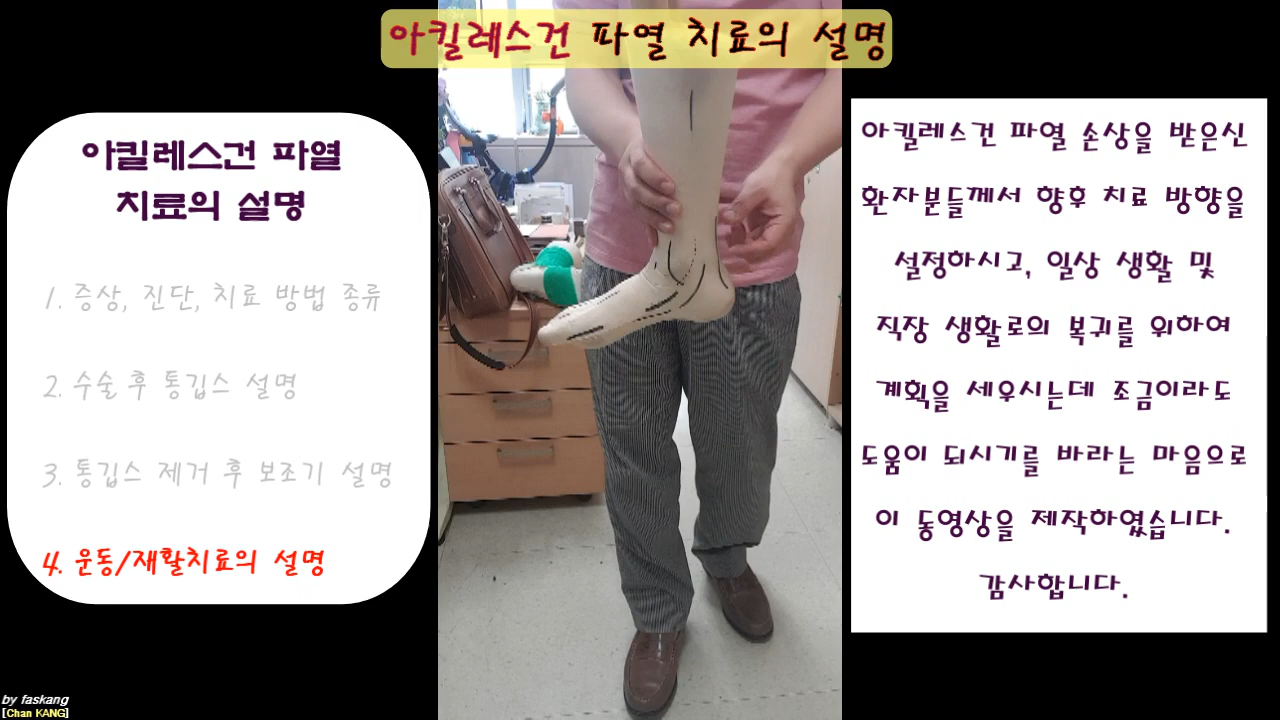 아킬레스건 파열 치료의 설명
아킬레스건 파열
치료의 설명
1. 증상, 진단, 치료 방법 종류
2. 수술 후 통깁스 설명
3. 통깁스 제거 후 보조기 설명
4. 운동/재활치료의 설명
아킬레스건 파열 손상을 받은신
환자분들께서 향후 치료 방향을
설정하시고, 일상 생활 및
직장 생활로의 복귀를 위하여
계획을 세우시는데 조금이라도
도움이 되시기를 바라는 마음으로
이 동영상을 제작하였습니다.
감사합니다.
by faskang
[Chan KANG]